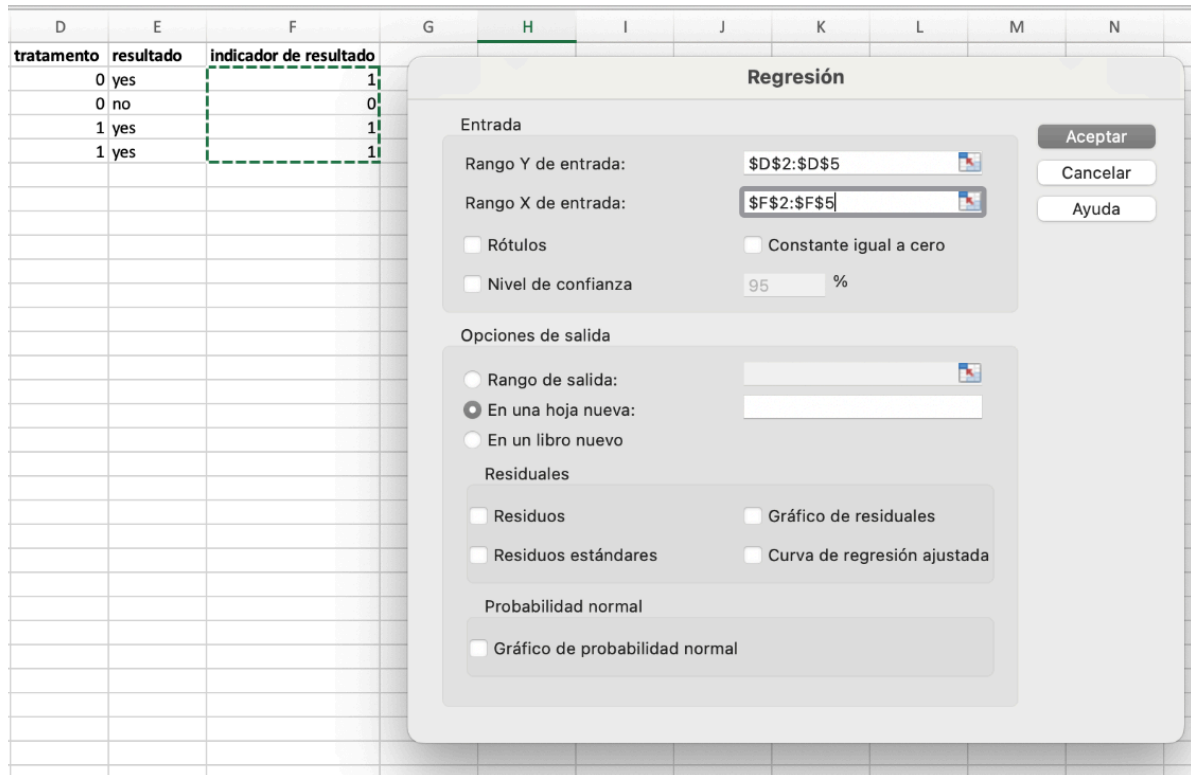 D E F G H I J K L M N
tratamento resultado indicador de resultado
0 yes 1
0 no 0
1 yes 1
1 yes 1
Regresión
Entrada
Rango Y de entrada: $D$2:$D$5
Rango X de entrada: $F$2:$F$5
Rótulos Constante igual a cero
Nivel de confianza 95 %
Aceptar
Cancelar
Ayuda
Opciones de salida
Rango de salida:
En una hoja nueva:
En un libro nuevo
Residuales
Residuos Gráfico de residuales
Residuos estándares Curva de regresión ajustada
Probabilidad normal
Gráfico de probabilidad normal